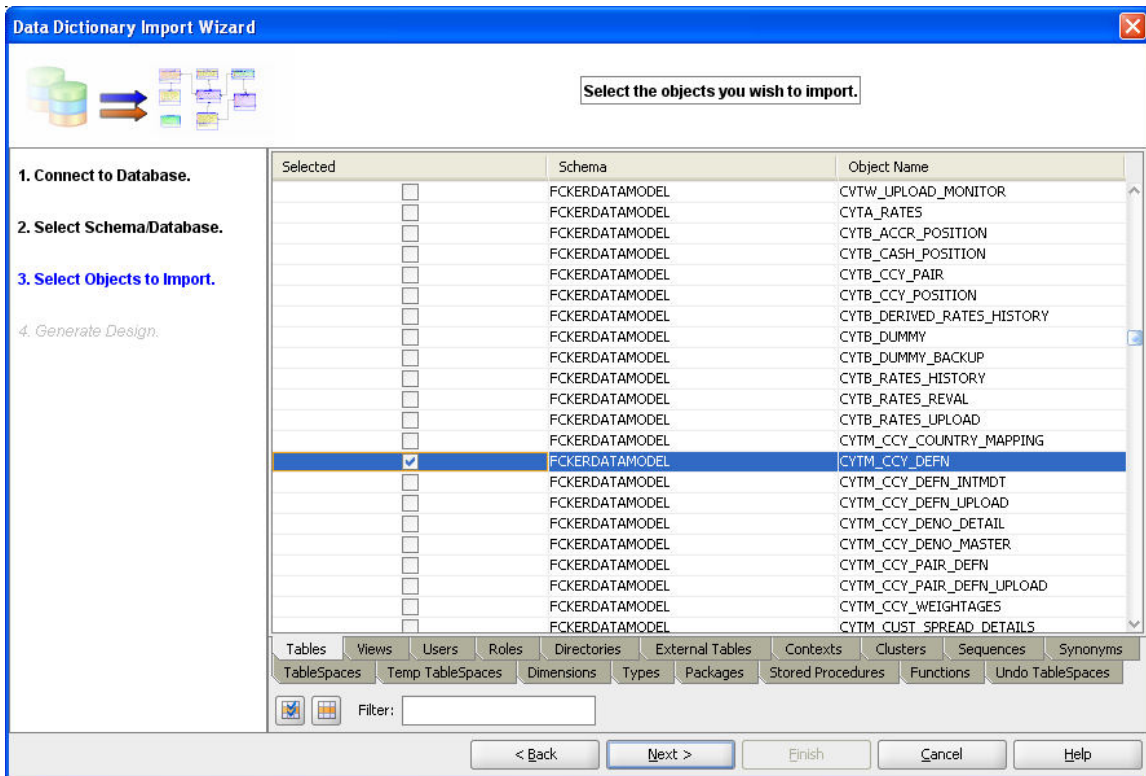 Data Dictionary Import Wizard
Select the objects you wish to import.
1. Connect to Database.
2. Select Schema/Database.
3. Select Objects to Import.
4. Generate Design.
Selected Schema Object Name
FCKERDATAMODEL CVTW_UPLOAD_MONITOR
FCKERDATAMODEL CYTA_RATES
FCKERDATAMODEL CYTB_ACCR_POSITION
FCKERDATAMODEL CYTB_CASH_POSITION
FCKERDATAMODEL CYTB_CCY_PAIR
FCKERDATAMODEL CYTB_CCY_POSITION
FCKERDATAMODEL CYTB_DERIVED_RATES_HISTORY
FCKERDATAMODEL CYTB_DUMMY
FCKERDATAMODEL CYTB_DUMMY_BACKUP
FCKERDATAMODEL CYTB_RATES_HISTORY
FCKERDATAMODEL CYTB_RATES_REVAL
FCKERDATAMODEL CYTB_RATES_UPLOAD
FCKERDATAMODEL CYTM_CCY_COUNTRY_MAPPING
FCKERDATAMODEL CYTM_CCY_DEFN
FCKERDATAMODEL CYTM_CCY_DEFN_INTMDT
FCKERDATAMODEL CYTM_CCY_DEFN_UPLOAD
FCKERDATAMODEL CYTM_CCY_DENO_DETAIL
FCKERDATAMODEL CYTM_CCY_DENO_MASTER
FCKERDATAMODEL CYTM_CCY_PAIR_DEFN
FCKERDATAMODEL CYTM_CCY_PAIR_DEFN_UPLOAD
FCKERDATAMODEL CYTM_CCY_WEIGHTAGES
FCKERDATAMODEL CYTM_CUST_SPREAD_DETAILS
Tables Views Users Roles Directories External Tables Contexts Clusters Sequences Synonyms
TableSpaces Temp TableSpaces Dimensions Types Packages Stored Procedures Functions Undo TableSpaces
Filter:
< Back Next > Finish Cancel Help